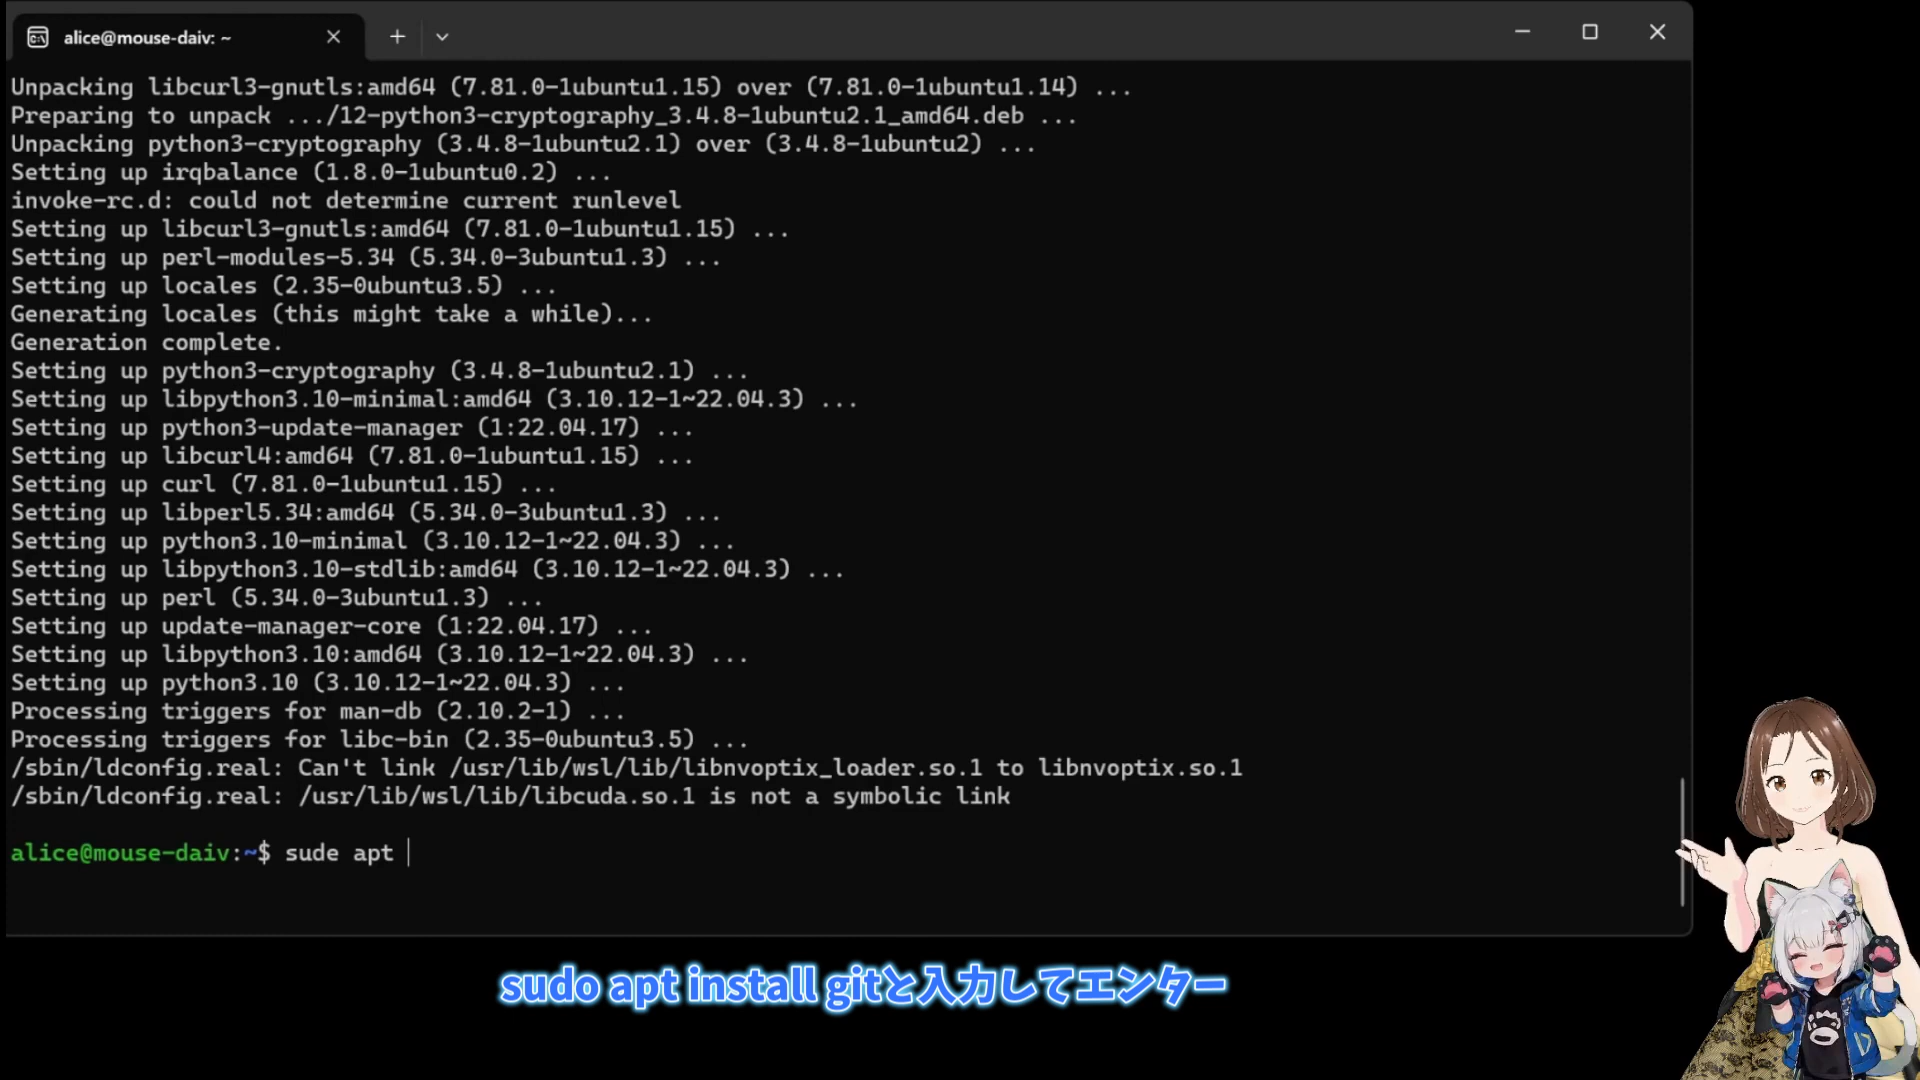 alice@mouse-daiv: ~
Unpacking libcurl3-gnutls:amd64 (7.81.0-1ubuntu1.15) over (7.81.0-1ubuntu1.14) ...
Preparing to unpack .../12-python3-cryptography_3.4.8-1ubuntu2.1_amd64.deb ...
Unpacking python3-cryptography (3.4.8-1ubuntu2.1) over (3.4.8-1ubuntu2) ...
Setting up irqbalance (1.8.0-1ubuntu0.2) ...
invoke-rc.d: could not determine current runlevel
Setting up libcurl3-gnutls:amd64 (7.81.0-1ubuntu1.15) ...
Setting up perl-modules-5.34 (5.34.0-3ubuntu1.3) ...
Setting up locales (2.35-0ubuntu3.5) ...
Generating locales (this might take a while)...
Generation complete.
Setting up python3-cryptography (3.4.8-1ubuntu2.1) ...
Setting up libpython3.10-minimal:amd64 (3.10.12-1~22.04.3) ...
Setting up python3-update-manager (1:22.04.17) ...
Setting up libcurl4:amd64 (7.81.0-1ubuntu1.15) ...
Setting up curl (7.81.0-1ubuntu1.15) ...
Setting up libperl5.34:amd64 (5.34.0-3ubuntu1.3) ...
Setting up python3.10-minimal (3.10.12-1~22.04.3) ...
Setting up libpython3.10-stdlib:amd64 (3.10.12-1~22.04.3) ...
Setting up perl (5.34.0-3ubuntu1.3) ...
Setting up update-manager-core (1:22.04.17) ...
Setting up libpython3.10:amd64 (3.10.12-1~22.04.3) ...
Setting up python3.10 (3.10.12-1~22.04.3) ...
Processing triggers for man-db (2.10.2-1) ...
Processing triggers for libc-bin (2.35-0ubuntu3.5) ...
/sbin/ldconfig.real: Can't link /usr/lib/wsl/lib/libnvoptix_loader.so.1 to libnvoptix.so.1
/sbin/ldconfig.real: /usr/lib/wsl/lib/libcuda.so.1 is not a symbolic link
alice@mouse-daiv:~$ sude apt
sudo apt install gitと入力してエンター